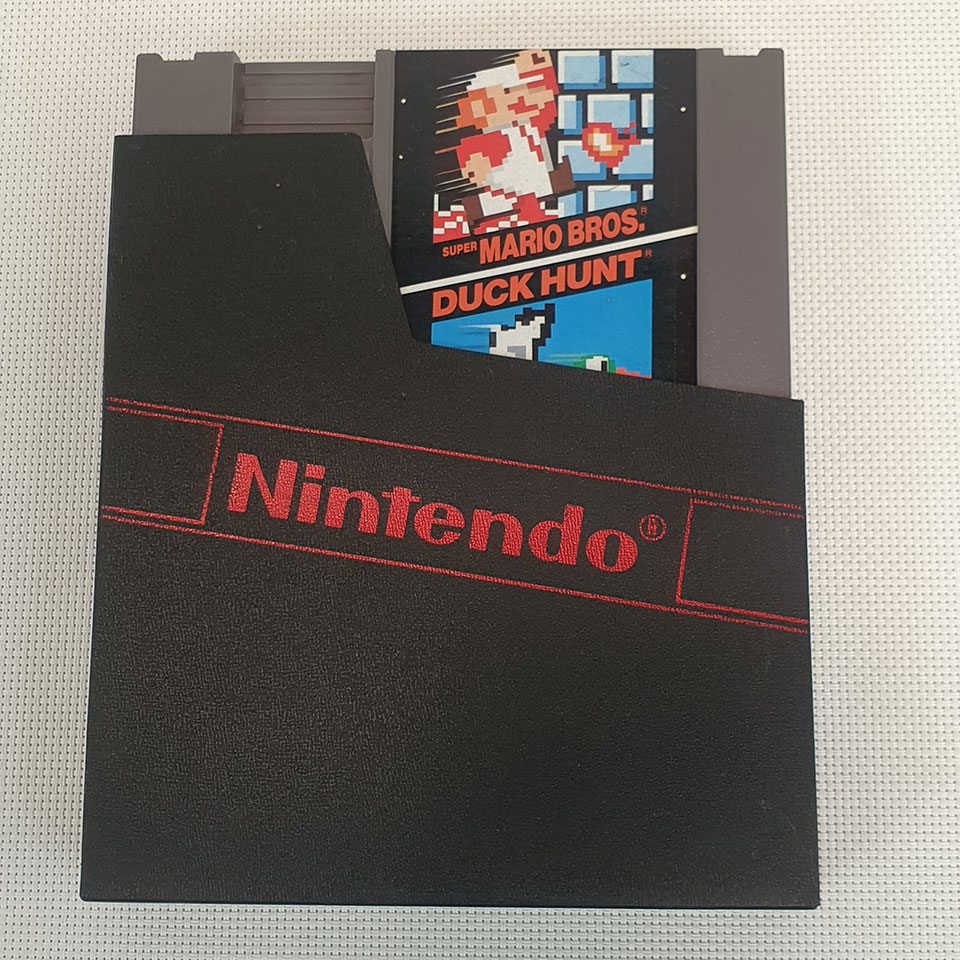 SUPER MARIO BROS.®
DUCK HUNT®
Nintendo®